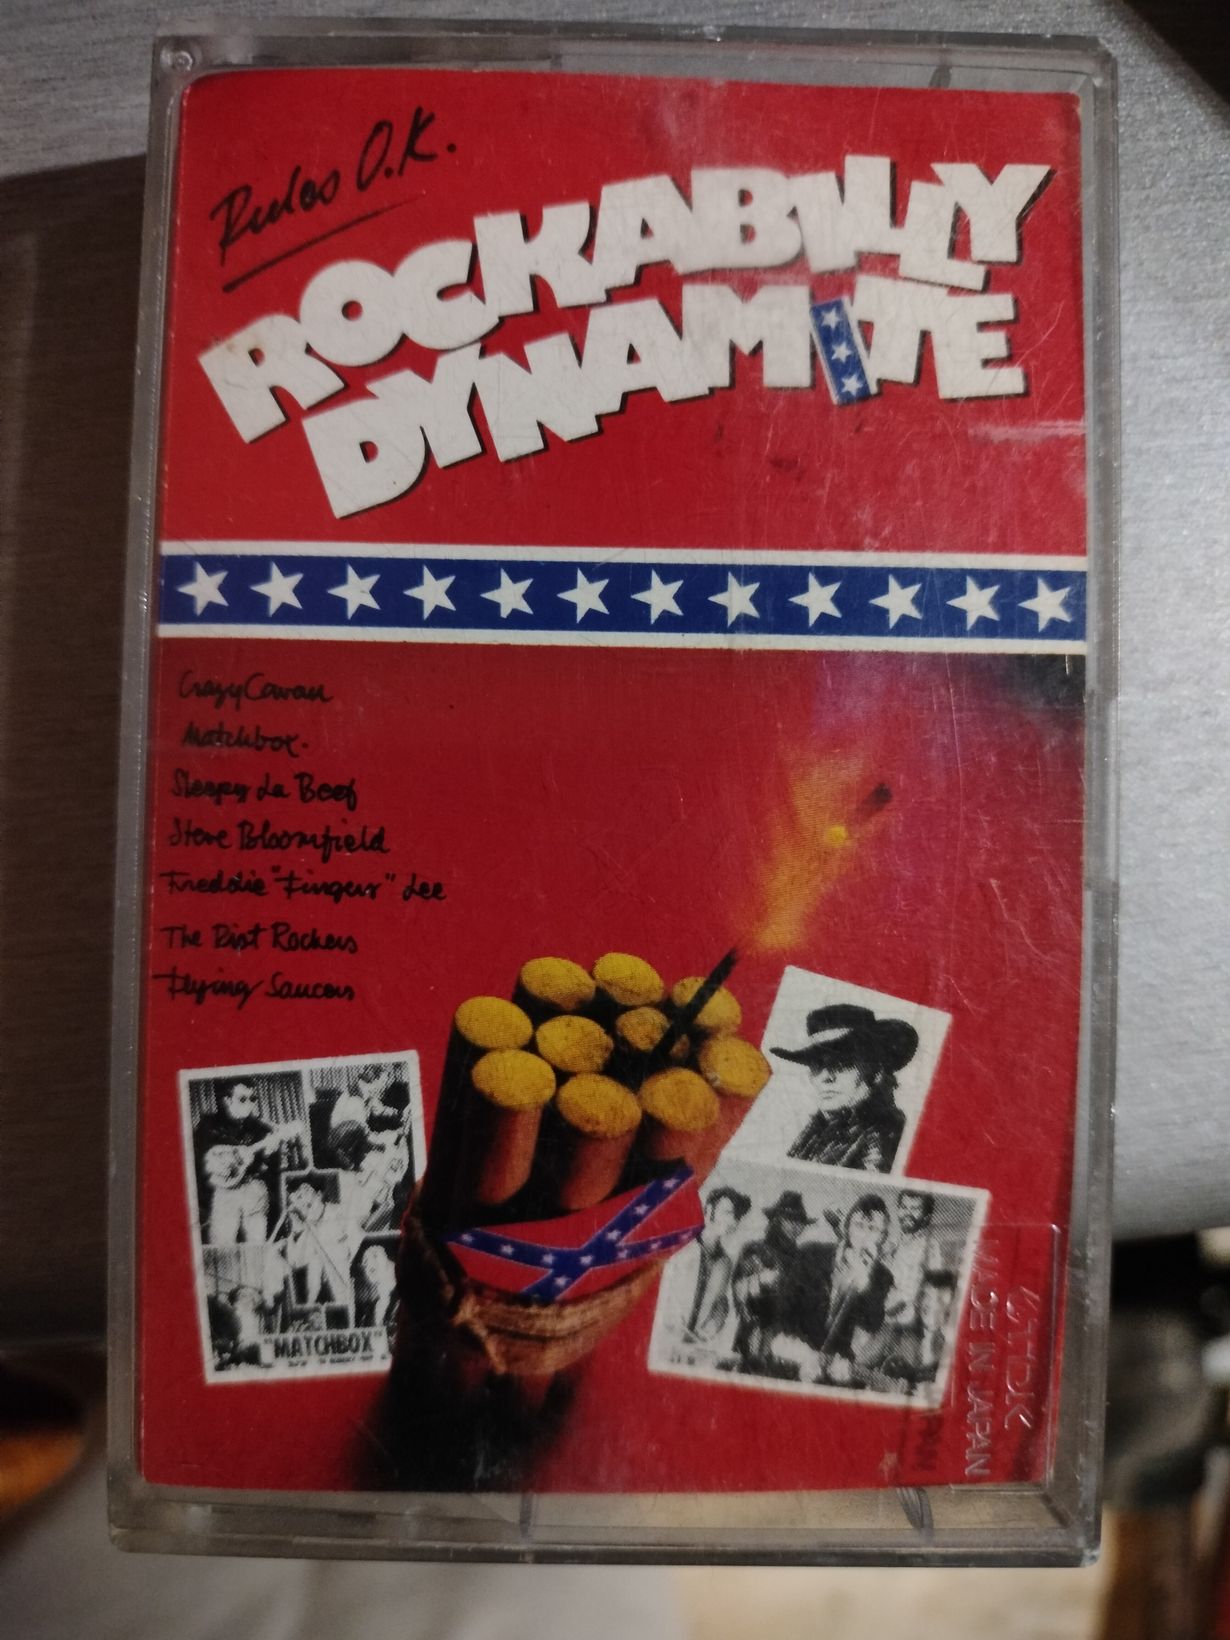 Rules O.K.
ROCKABILLY
DYNAMITE
Crazy Cavan
Matchbox.
Sleepy La Beef
Steve Bloomfield
Freddie "Fingers" Lee
The Riot Rockers
Flying Saucers
"MATCHBOX"
TDK
MADE IN JAPAN